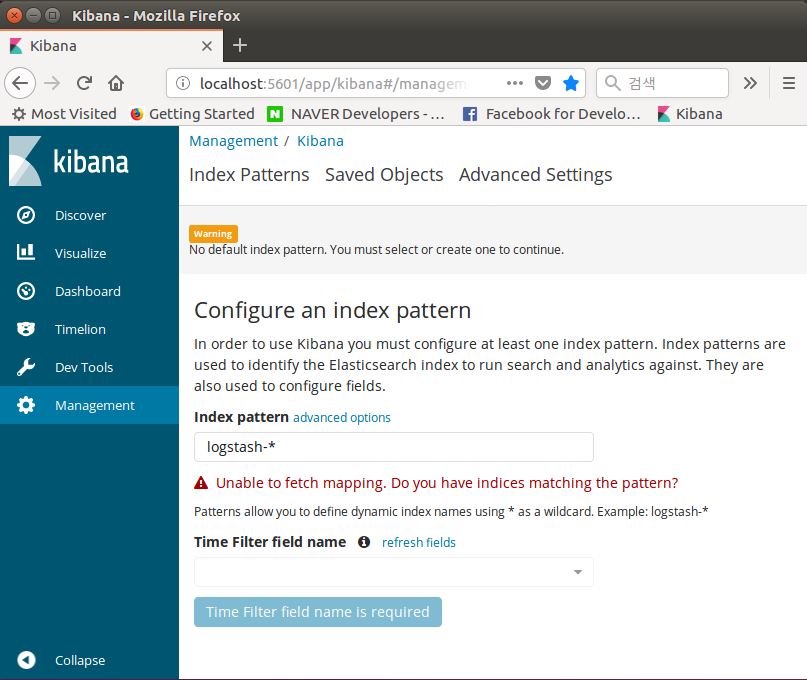 Kibana - Mozilla Firefox
Kibana
localhost:5601/app/kibana#/managem
검색
Most Visited Getting Started NAVER Developers - ... Facebook for Develo... Kibana
kibana
Discover
Visualize
Dashboard
Timelion
Dev Tools
Management
Collapse
Management / Kibana
Index Patterns Saved Objects Advanced Settings
Warning
No default index pattern. You must select or create one to continue.
Configure an index pattern
In order to use Kibana you must configure at least one index pattern. Index patterns are
used to identify the Elasticsearch index to run search and analytics against. They are
also used to configure fields.
Index pattern advanced options
logstash-*
Unable to fetch mapping. Do you have indices matching the pattern?
Patterns allow you to define dynamic index names using * as a wildcard. Example: logstash-*
Time Filter field name refresh fields
Time Filter field name is required